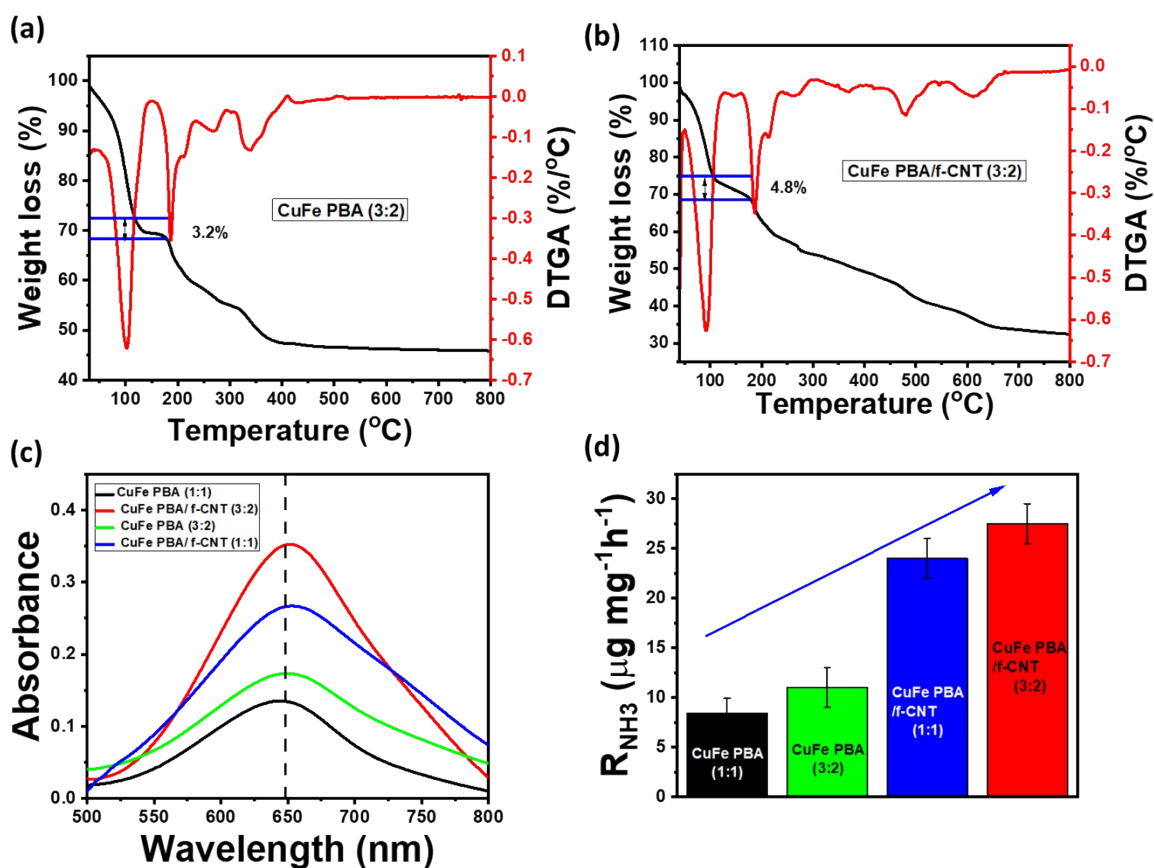 (a)
Weight loss (%)
100
90
80
70
60
50
40
CuFe PBA (3:2)
3.2%
0.1
0.0
-0.1
-0.2
-0.3
-0.4
-0.5
-0.6
-0.7
DTGA (%/°C)
100 200 300 400 500 600 700 800
Temperature (°C)
(b)
Weight loss (%)
110
100
90
80
70
60
50
40
30
CuFe PBA/f-CNT (3:2)
4.8%
0.0
-0.1
-0.2
-0.3
-0.4
-0.5
-0.6
-0.7
DTGA (%/°C)
100 200 300 400 500 600 700 800
Temperature (°C)
(c)
Absorbance
0.4
0.3
0.2
0.1
0.0
CuFe PBA (1:1)
CuFe PBA/ f-CNT (3:2)
CuFe PBA (3:2)
CuFe PBA/ f-CNT (1:1)
500 550 600 650 700 750 800
Wavelength (nm)
(d)
R_NH3 (μg mg⁻¹h⁻¹)
30
25
20
15
10
5
0
CuFe PBA
(1:1)
CuFe PBA
(3:2)
CuFe PBA
/f-CNT
(1:1)
CuFe PBA
/f-CNT
(3:2)